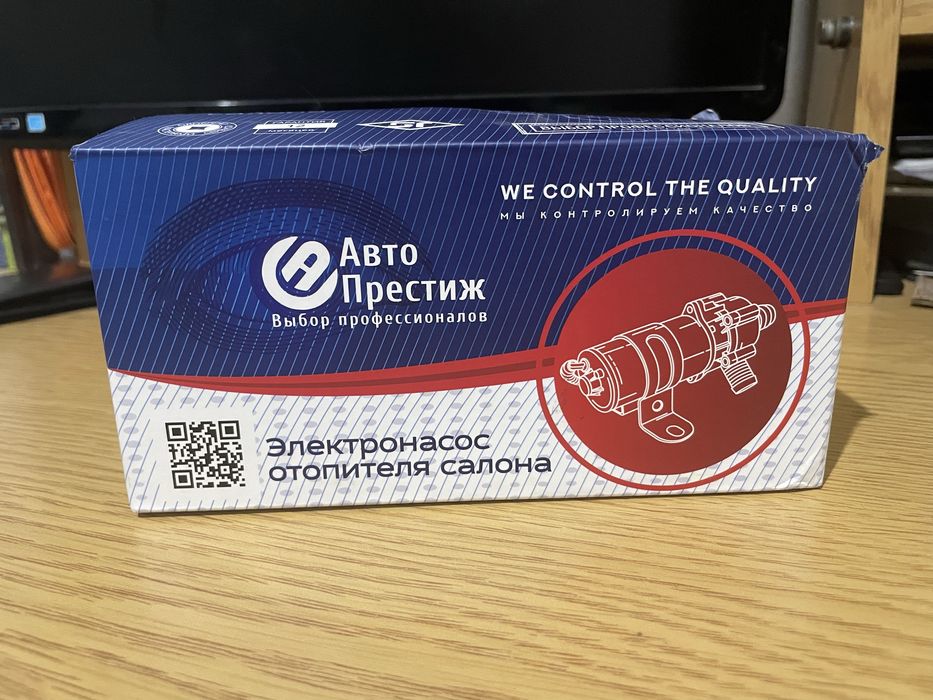 WE CONTROL THE QUALITY
МЫ КОНТРОЛИРУЕМ КАЧЕСТВО
Авто
Престиж
Выбор профессионалов
Электронасос
отопителя салона